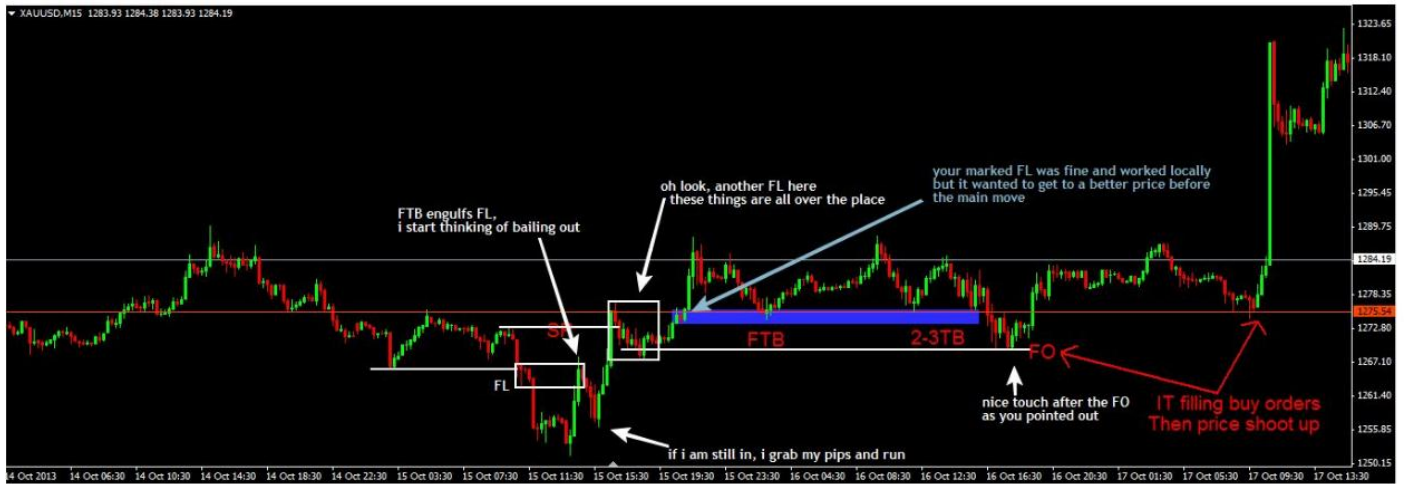 XAUUSD,M15 1283.93 1284.38 1283.93 1284.19
1323.65
1318.10
1312.40
1306.70
1301.00
1295.45
1289.75
1284.19
1278.35
1275.54
1272.80
1267.10
1261.40
1255.85
1250.15
your marked FL was fine and worked locally
but it wanted to get to a better price before
the main move
oh look, another FL here
these things are all over the place
FTB engulfs FL,
i start thinking of bailing out
FL
FTB
2-3TB
FO
nice touch after the FO
as you pointed out
IT filling buy orders
Then price shoot up
if i am still in, i grab my pips and run
14 Oct 2013 14 Oct 06:30 14 Oct 10:30 14 Oct 14:30 14 Oct 18:30 14 Oct 22:30 15 Oct 03:30 15 Oct 07:30 15 Oct 11:30 15 Oct 15:30 15 Oct 19:30 15 Oct 23:30 16 Oct 04:30 16 Oct 08:30 16 Oct 12:30 16 Oct 16:30 16 Oct 20:30 17 Oct 01:30 17 Oct 05:30 17 Oct 09:30 17 Oct 13:30